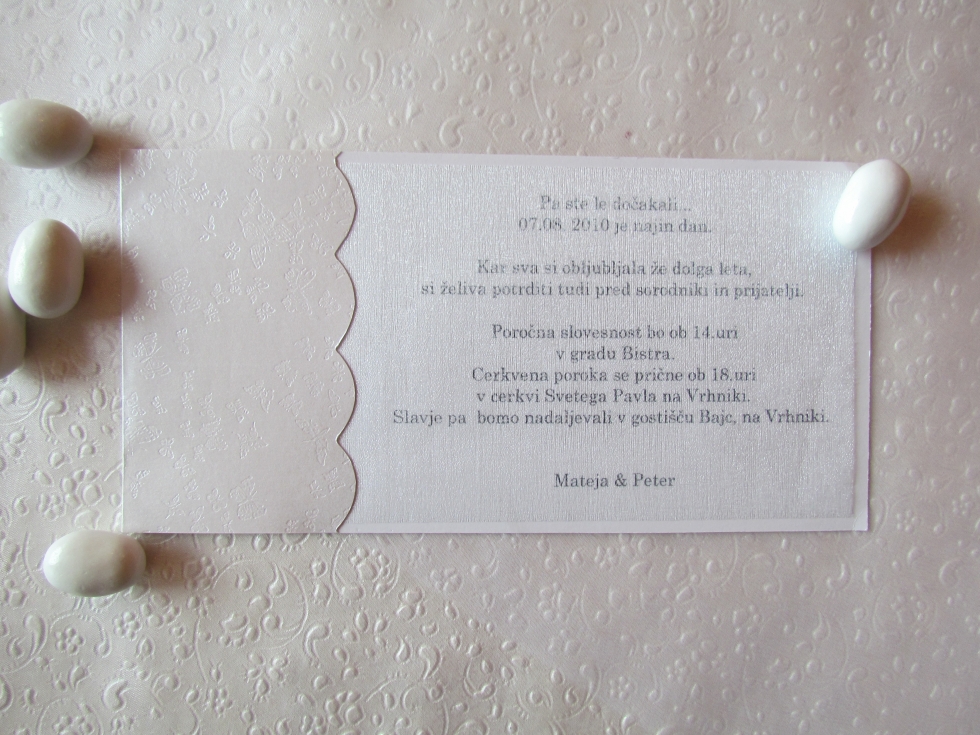 Pa ste le dočakali...
07.08. 2010 je najin dan.
Kar sva si obljubljala že dolga leta,
si želiva potrditi tudi pred sorodniki in prijatelji.
Poročna slovesnost bo ob 14.uri
v gradu Bistra.
Cerkvena poroka se prične ob 18.uri
v cerkvi Svetega Pavla na Vrhniki.
Slavje pa bomo nadaljevali v gostišču Bajc, na Vrhniki.
Mateja & Peter